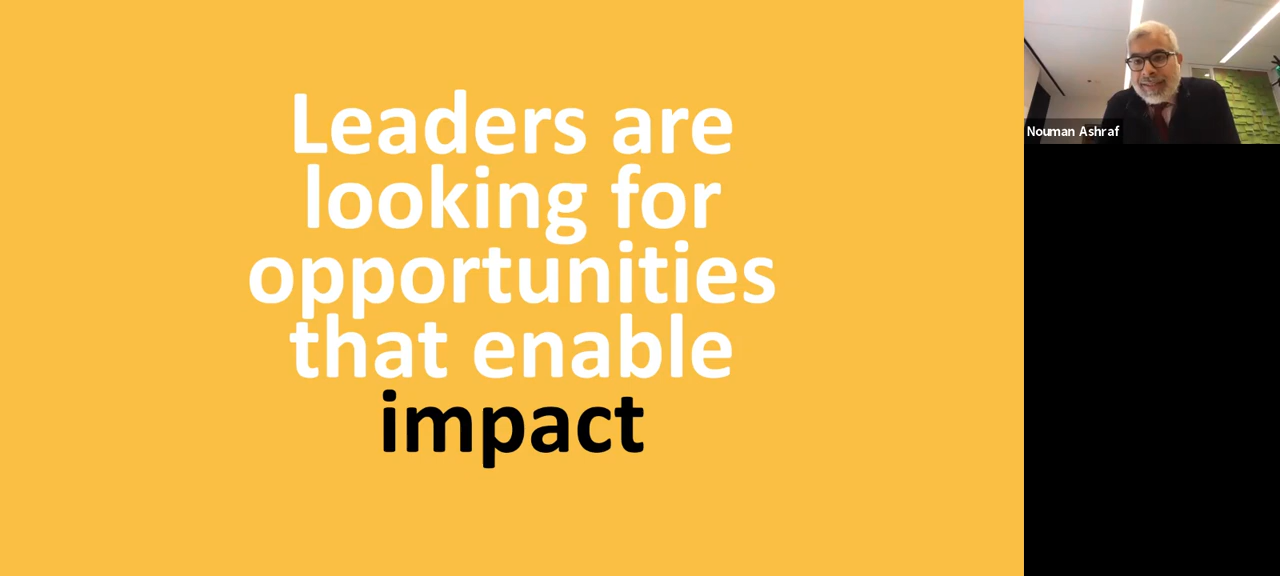 Leaders are
looking for
opportunities
that enable
impact
Nouman Ashraf